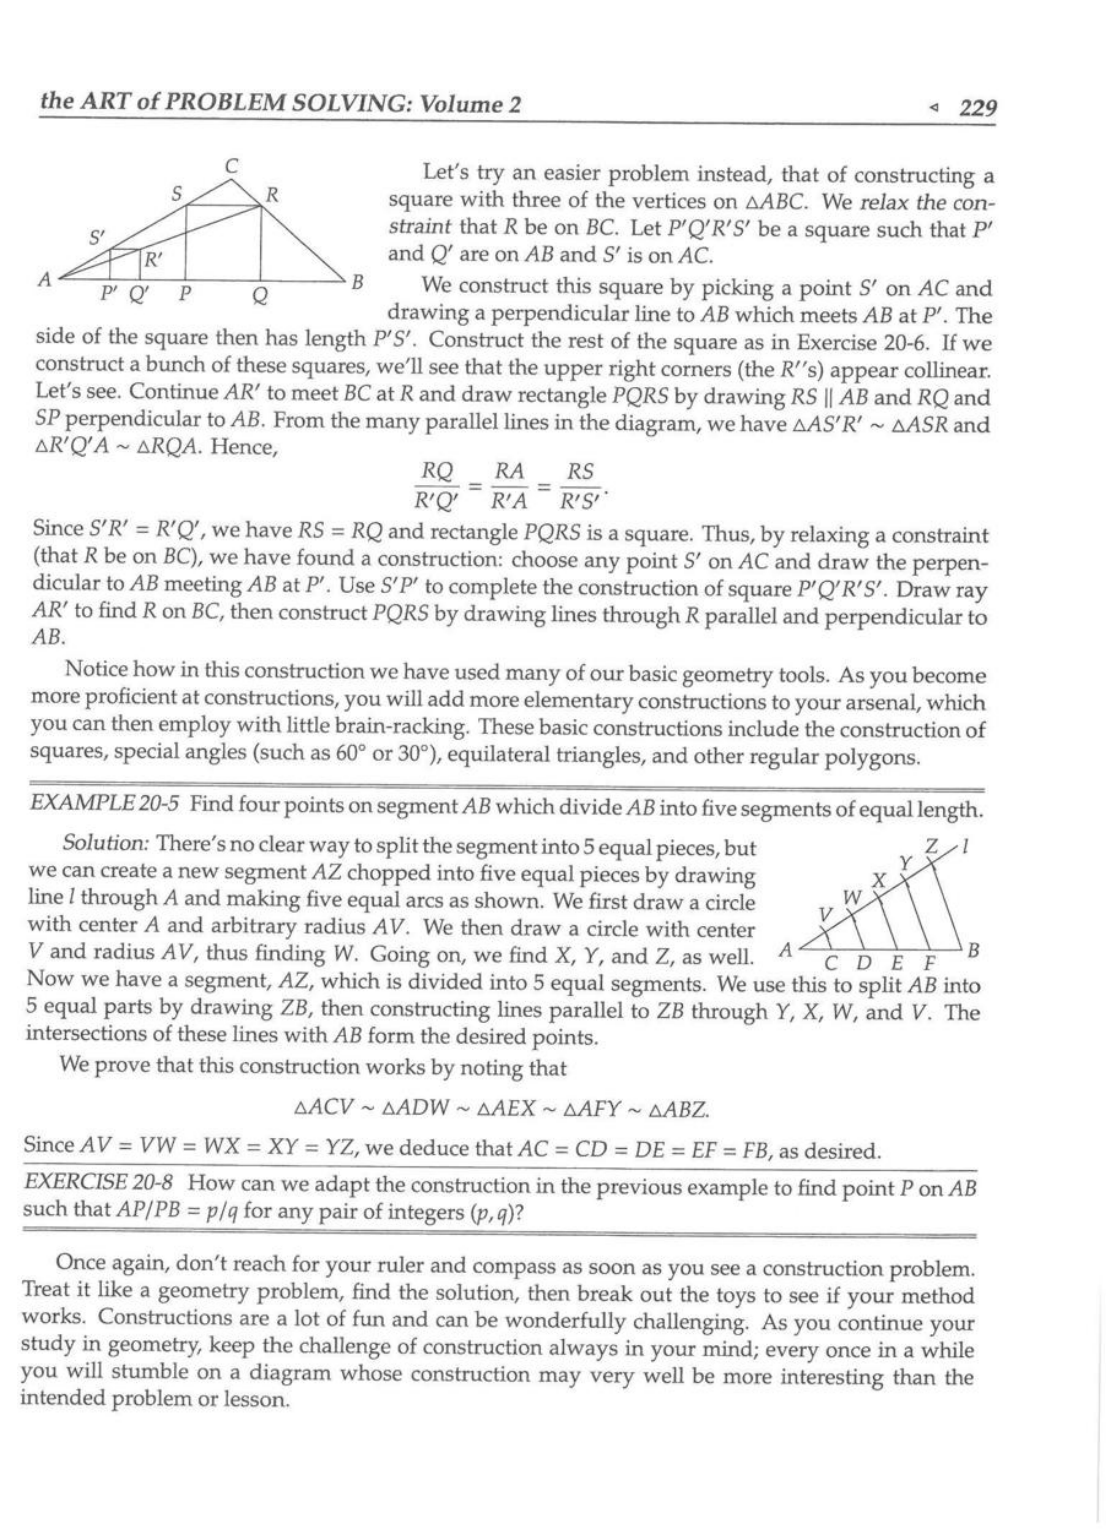 the ART of PROBLEM SOLVING: Volume 2 ◃ 229
C
S R
S′
R′
A B
P′ Q′ P Q
Let's try an easier problem instead, that of constructing a
square with three of the vertices on △ABC. We relax the con-
straint that R be on BC. Let P′Q′R′S′ be a square such that P′
and Q′ are on AB and S′ is on AC.
We construct this square by picking a point S′ on AC and
drawing a perpendicular line to AB which meets AB at P′. The
side of the square then has length P′S′. Construct the rest of the square as in Exercise 20-6. If we
construct a bunch of these squares, we'll see that the upper right corners (the R′'s) appear collinear.
Let's see. Continue AR′ to meet BC at R and draw rectangle PQRS by drawing RS ∥ AB and RQ and
SP perpendicular to AB. From the many parallel lines in the diagram, we have △AS′R′ ~ △ASR and
△R′Q′A ~ △RQA. Hence,
RQ/R′Q′ = RA/R′A = RS/R′S′.
Since S′R′ = R′Q′, we have RS = RQ and rectangle PQRS is a square. Thus, by relaxing a constraint
(that R be on BC), we have found a construction: choose any point S′ on AC and draw the perpen-
dicular to AB meeting AB at P′. Use S′P′ to complete the construction of square P′Q′R′S′. Draw ray
AR′ to find R on BC, then construct PQRS by drawing lines through R parallel and perpendicular to
AB.
Notice how in this construction we have used many of our basic geometry tools. As you become
more proficient at constructions, you will add more elementary constructions to your arsenal, which
you can then employ with little brain-racking. These basic constructions include the construction of
squares, special angles (such as 60° or 30°), equilateral triangles, and other regular polygons.
EXAMPLE 20-5 Find four points on segment AB which divide AB into five segments of equal length.
Solution: There's no clear way to split the segment into 5 equal pieces, but
we can create a new segment AZ chopped into five equal pieces by drawing
line l through A and making five equal arcs as shown. We first draw a circle
with center A and arbitrary radius AV. We then draw a circle with center
V and radius AV, thus finding W. Going on, we find X, Y, and Z, as well.
Z l
Y
X
W
V
A B
C D E F
Now we have a segment, AZ, which is divided into 5 equal segments. We use this to split AB into
5 equal parts by drawing ZB, then constructing lines parallel to ZB through Y, X, W, and V. The
intersections of these lines with AB form the desired points.
We prove that this construction works by noting that
△ACV ~ △ADW ~ △AEX ~ △AFY ~ △ABZ.
Since AV = VW = WX = XY = YZ, we deduce that AC = CD = DE = EF = FB, as desired.
EXERCISE 20-8 How can we adapt the construction in the previous example to find point P on AB
such that AP/PB = p/q for any pair of integers (p, q)?
Once again, don't reach for your ruler and compass as soon as you see a construction problem.
Treat it like a geometry problem, find the solution, then break out the toys to see if your method
works. Constructions are a lot of fun and can be wonderfully challenging. As you continue your
study in geometry, keep the challenge of construction always in your mind; every once in a while
you will stumble on a diagram whose construction may very well be more interesting than the
intended problem or lesson.